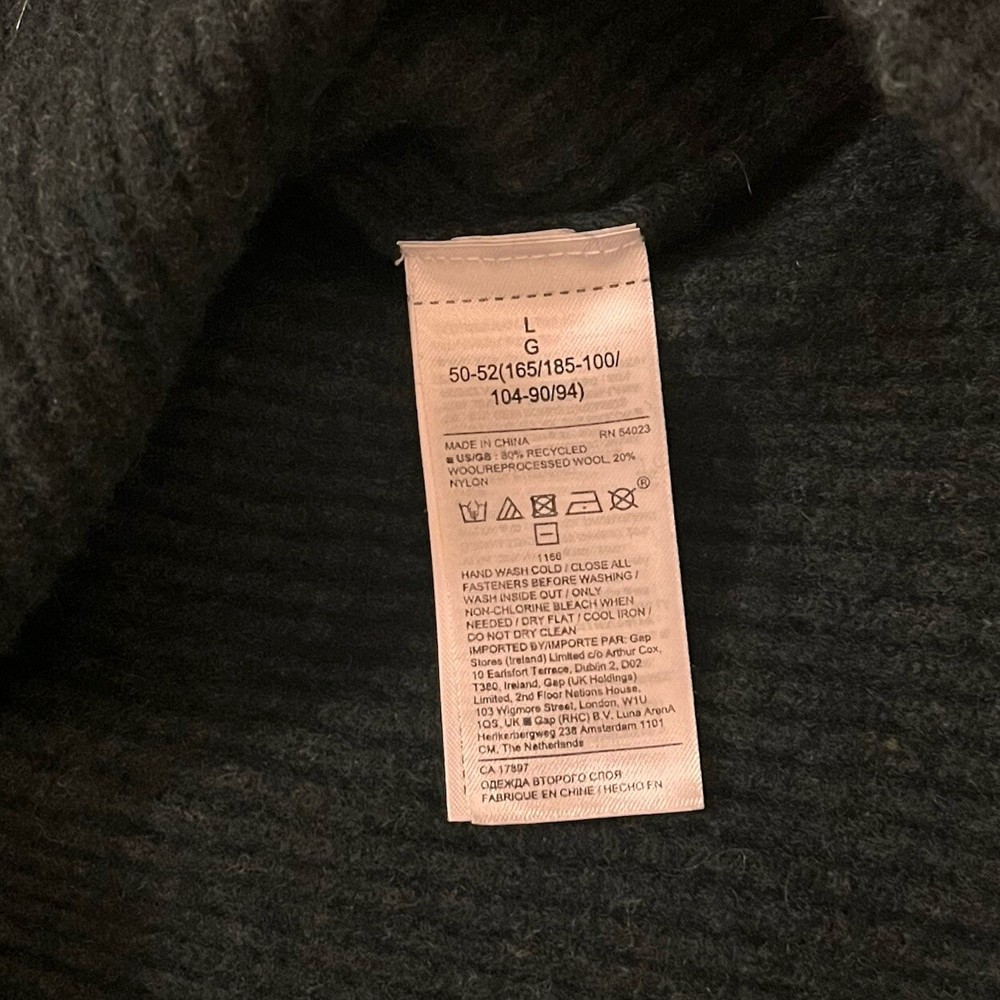 L
G
50-52(165/185-100/
104-90/94)
MADE IN CHINA RN 54023
■ US/GB : 80% RECYCLED
WOOL/REPROCESSED WOOL, 20%
NYLON
®
1166
HAND WASH COLD / CLOSE ALL
FASTENERS BEFORE WASHING /
WASH INSIDE OUT / ONLY
NON-CHLORINE BLEACH WHEN
NEEDED / DRY FLAT / COOL IRON /
DO NOT DRY CLEAN
IMPORTED BY/IMPORTE PAR: Gap
Stores (Ireland) Limited c/o Arthur Cox,
10 Earlsfort Terrace, Dublin 2, D02
T380, Ireland, Gap (UK Holdings)
Limited, 2nd Floor Nations House,
103 Wigmore Street, London, W1U
1QS, UK ■ Gap (RHC) B.V. Luna ArenA
Herikerbergweg 238 Amsterdam 1101
CM, The Netherlands
CA 17897
ОДЕЖДА ВТОРОГО СЛОЯ
FABRIQUE EN CHINE / HECHO EN